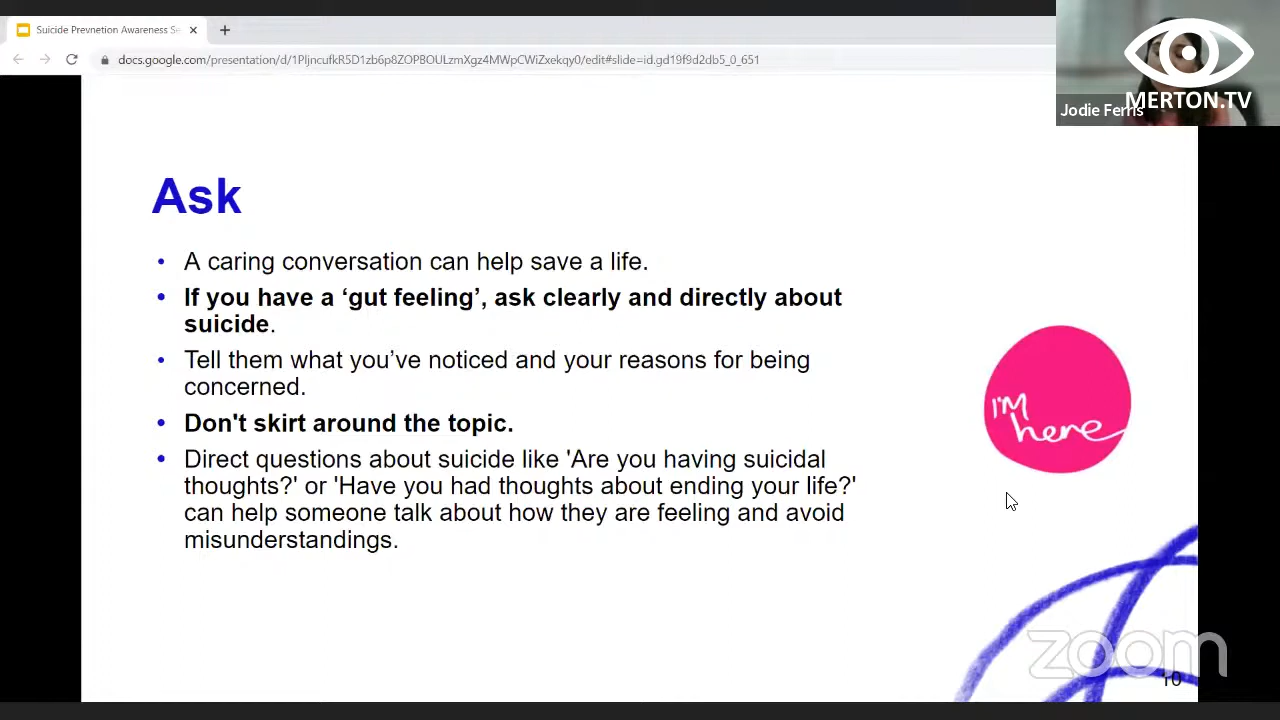 Suicide Prevnetion Awareness Se
docs.google.com/presentation/d/1PljncufkR5D1zb6p8ZOPBOULzmXgz4MWpCWiZxekqy0/edit#slide=id.gd19f9d2db5_0_651
MERTON.TV
Jodie Ferris
Ask
• A caring conversation can help save a life.
• If you have a ‘gut feeling’, ask clearly and directly about
suicide.
• Tell them what you’ve noticed and your reasons for being
concerned.
• Don't skirt around the topic.
• Direct questions about suicide like 'Are you having suicidal
thoughts?' or 'Have you had thoughts about ending your life?'
can help someone talk about how they are feeling and avoid
misunderstandings.
I'm
here
zoom
10